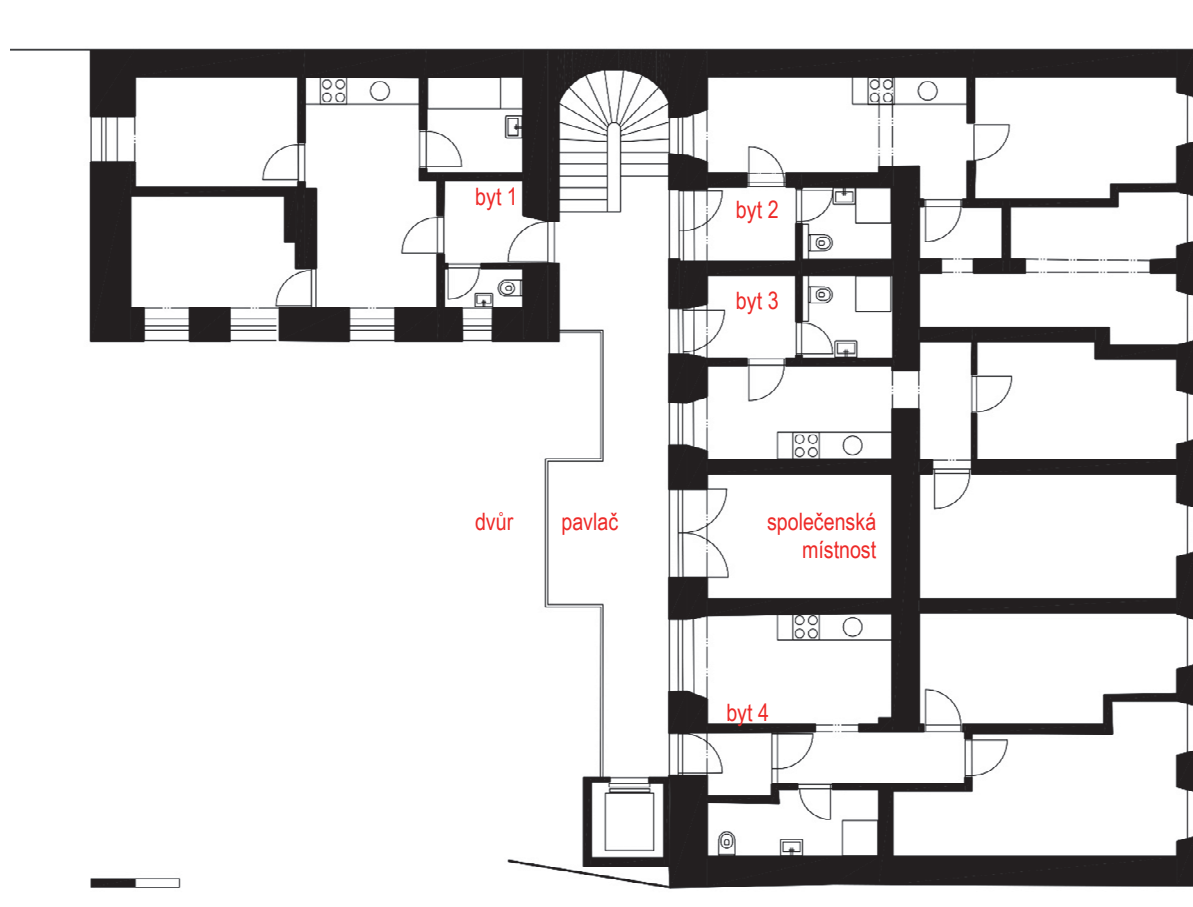 byt 1
byt 2
byt 3
dvůr
pavlač
společenská
místnost
byt 4